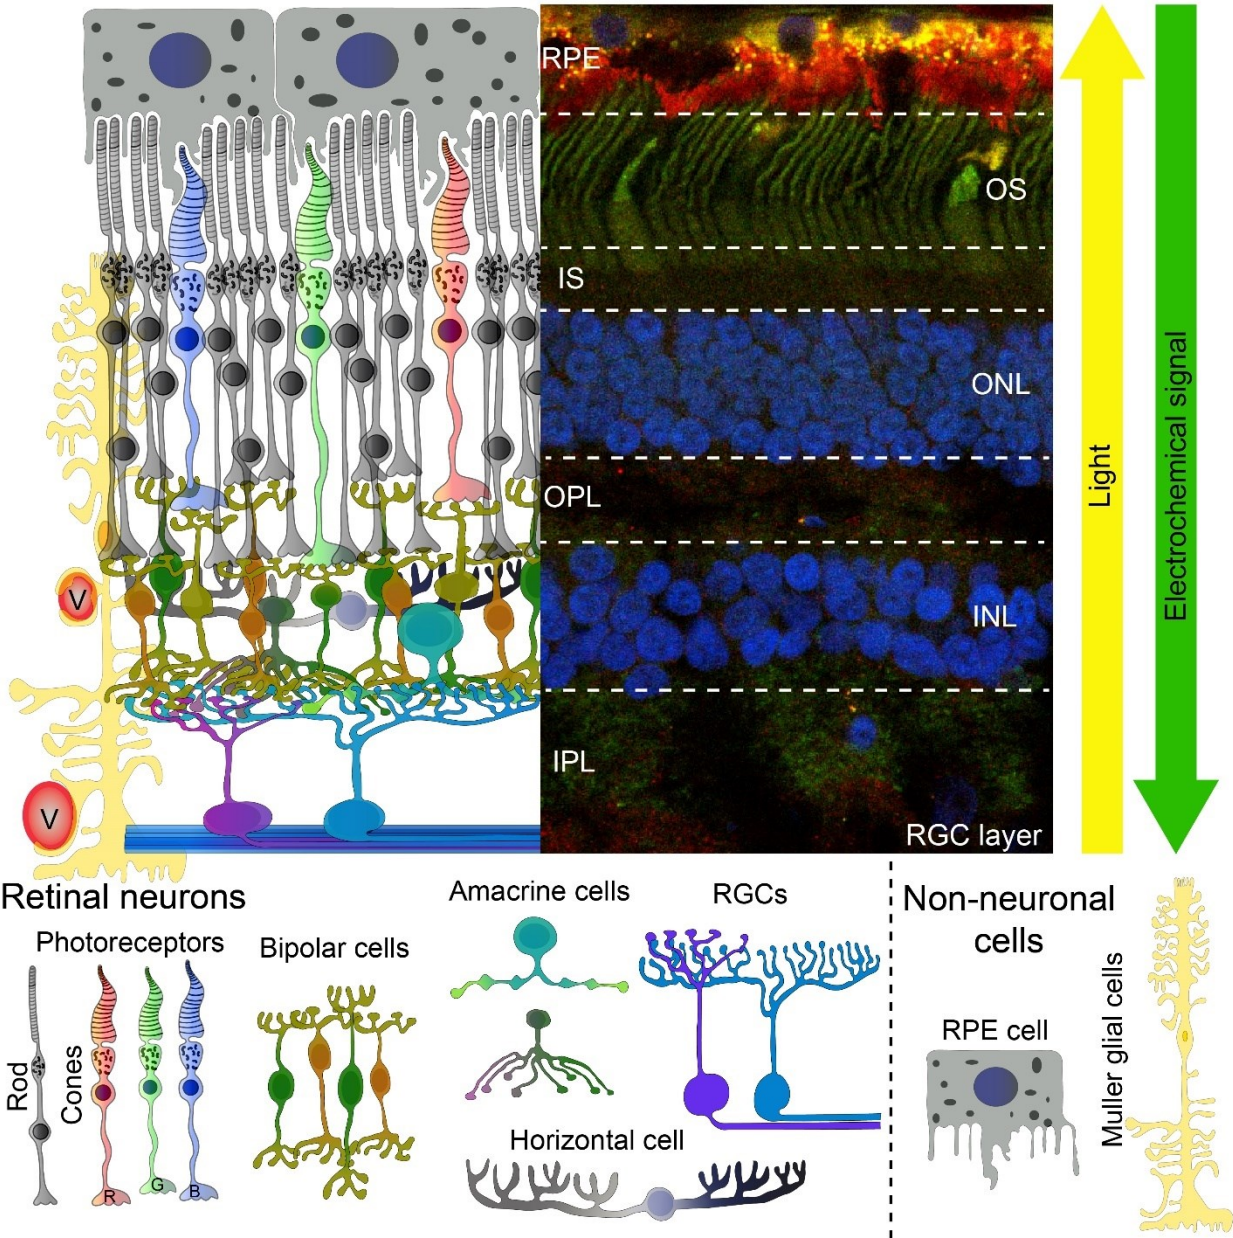 RPE
OS
IS
ONL
OPL
INL
IPL
RGC layer
Light
Electrochemical signal
V
V
Retinal neurons
Photoreceptors
Rod
Cones
R
G
B
Bipolar cells
Amacrine cells
Horizontal cell
RGCs
Non-neuronal
cells
RPE cell
Muller glial cells